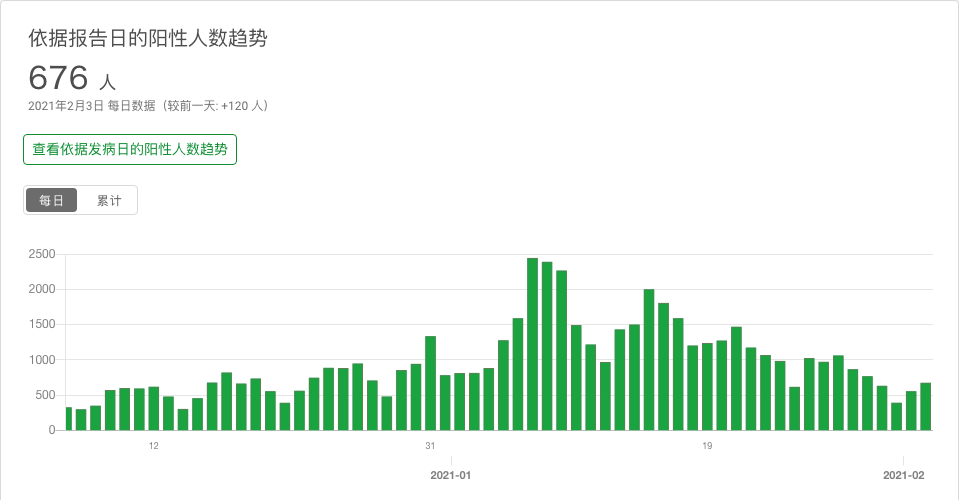 依据报告日的阳性人数趋势
676 人
2021年2月3日 每日数据（较前一天: +120 人）
查看依据发病日的阳性人数趋势
每日 累计
2500
2000
1500
1000
500
0
12 31 19
2021-01 2021-02